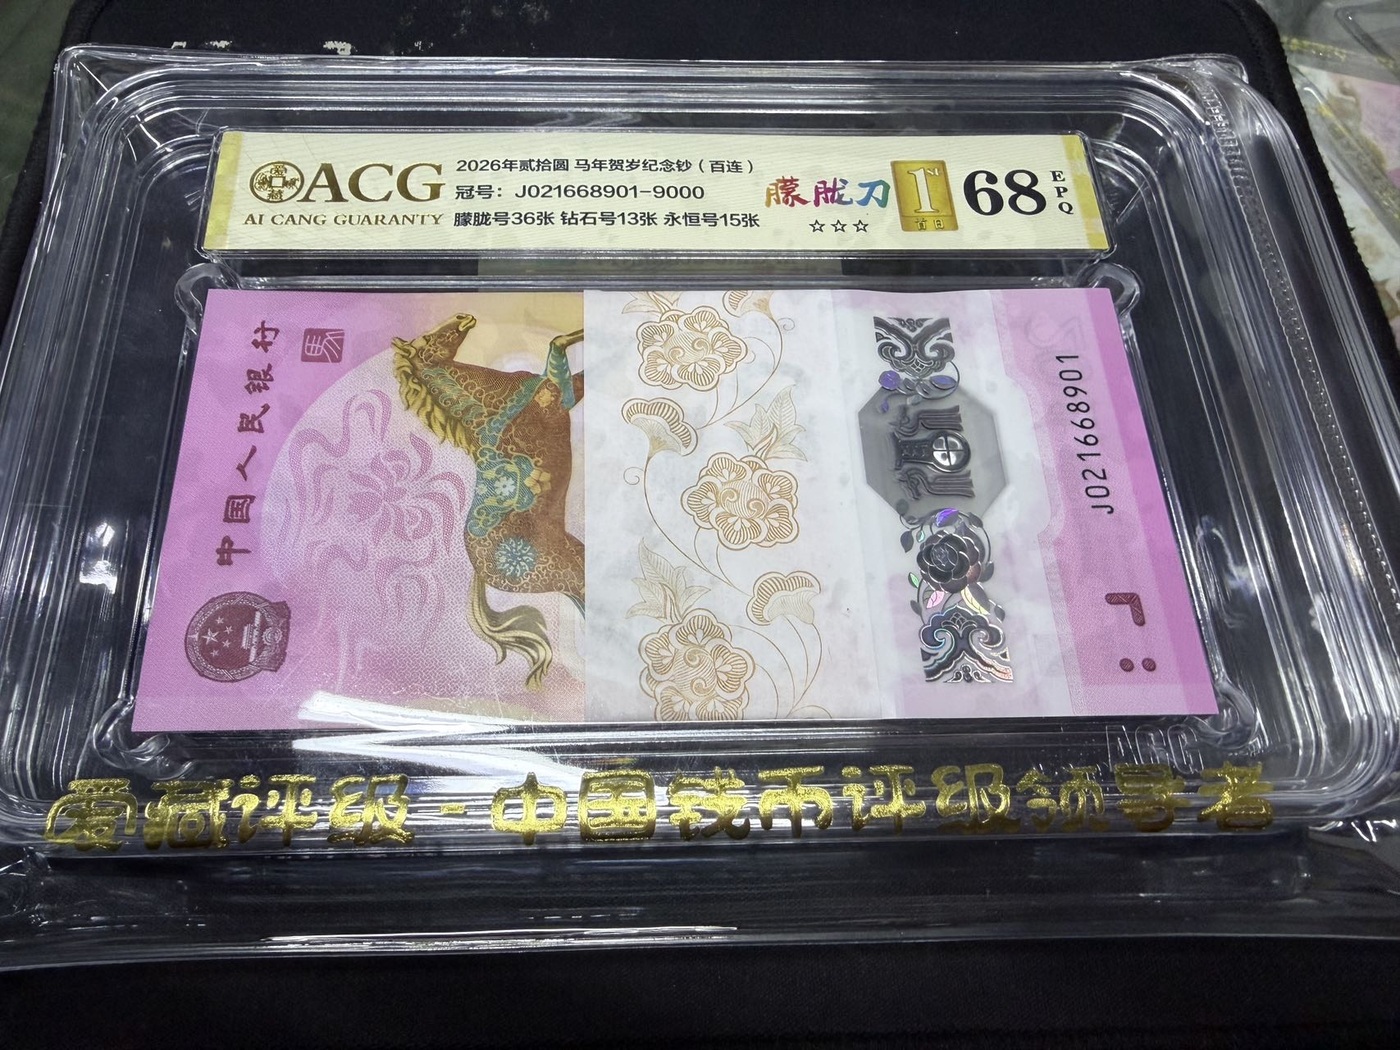 ACG
AI CANG GUARANTY
2026年贰拾圆 马年贺岁纪念钞（百连）
冠号：J021668901-9000
朦胧号36张 钻石号13张 永恒号15张
朦胧刀
☆☆☆
1st
首日
68
EPQ
中国人民银行
J021668901
ACG
爱藏评级-中国钱币评级领导者